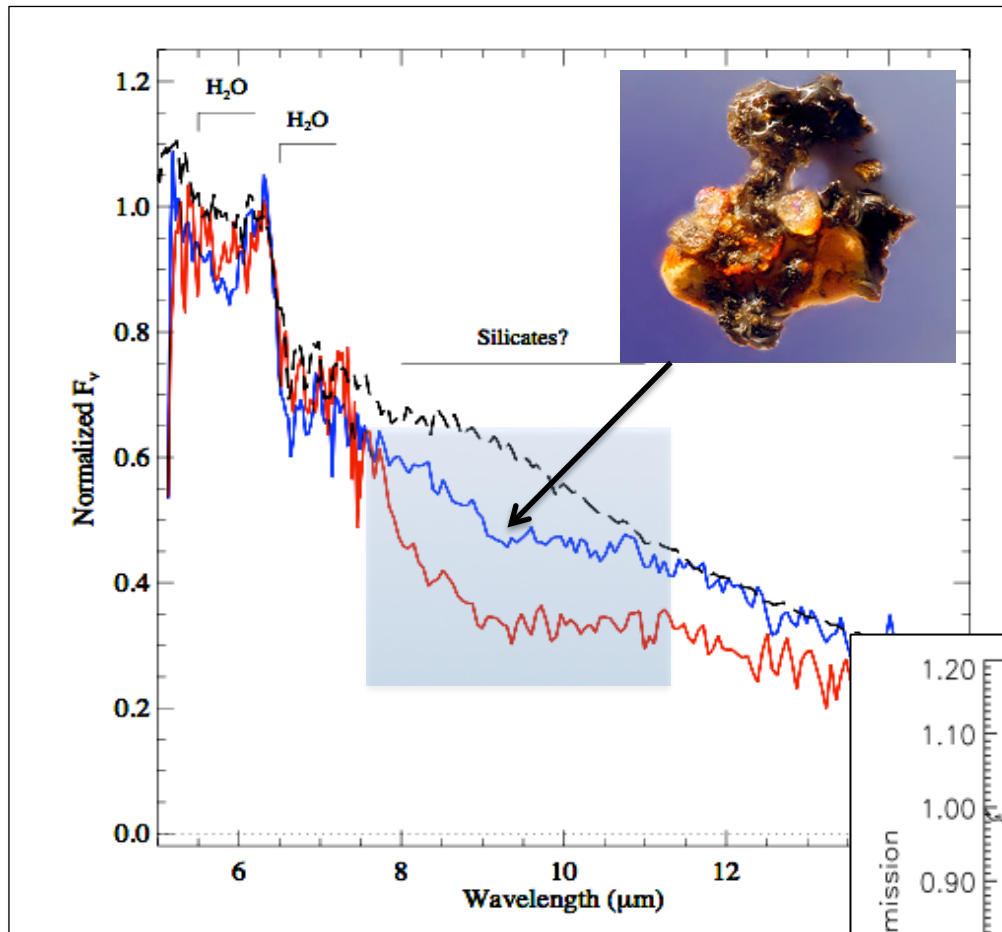 1.2
H₂O
H₂O
1.0
0.8
Silicates?
Normalized Fᵥ
0.6
0.4
0.2
0.0
6 8 10 12
Wavelength (μm)
1.20
1.10
1.00
0.90
mission